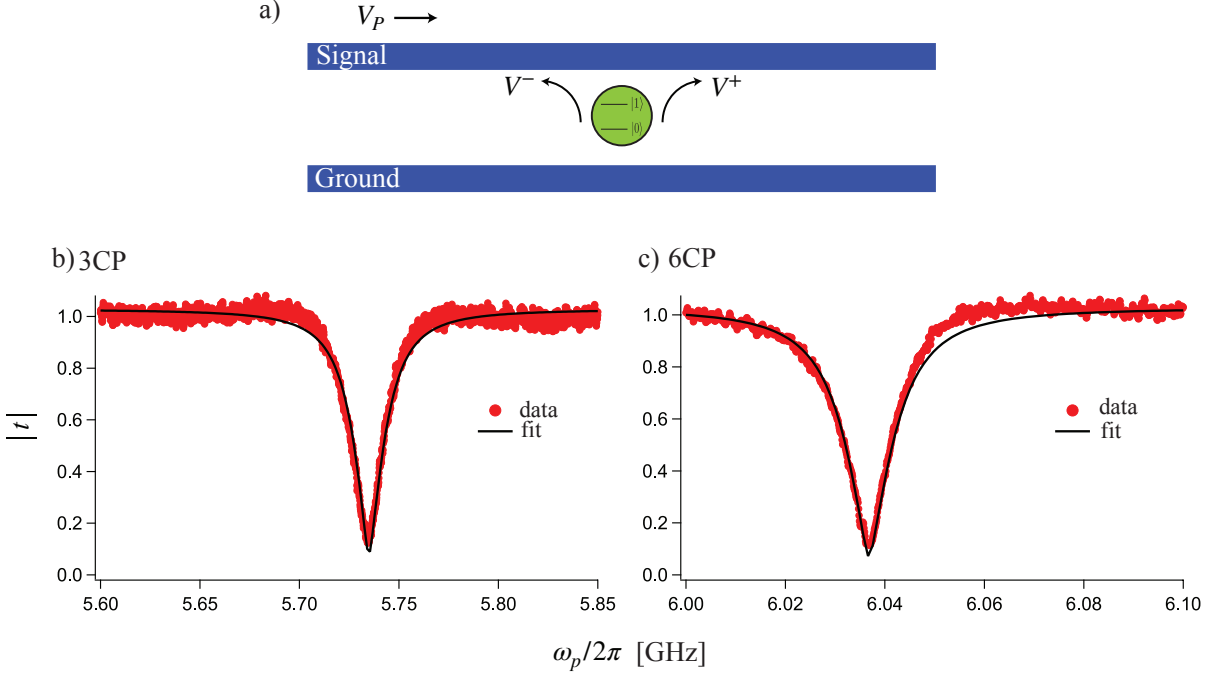 a)
V_P
Signal
V^- V^+
|1⟩
|0⟩
Ground
b) 3CP
c) 6CP
|t|
1.0
0.8
0.6
0.4
0.2
0.0
data
fit
5.60 5.65 5.70 5.75 5.80 5.85
1.0
0.8
0.6
0.4
0.2
0.0
data
fit
6.00 6.02 6.04 6.06 6.08 6.10
ω_p/2π [GHz]